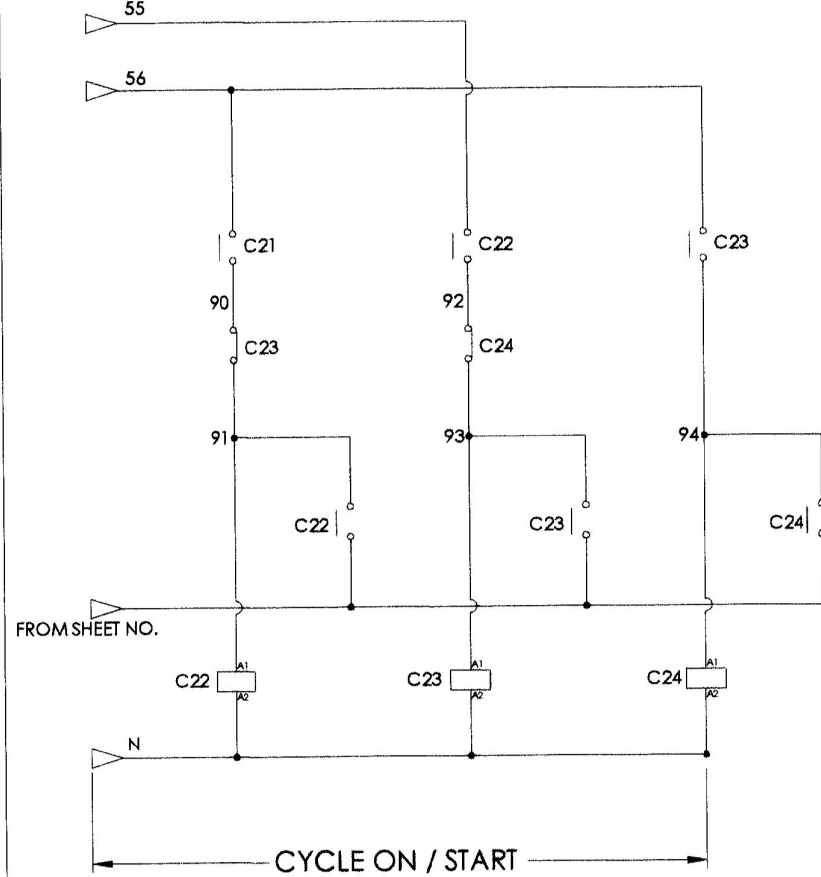 55
56
C21
C22
C23
90
92
C23
C24
91
93
94
C22
C23
C24
FROM SHEET NO.
A1
A1
A1
C22
C23
C24
A2
A2
A2
N
CYCLE ON / START